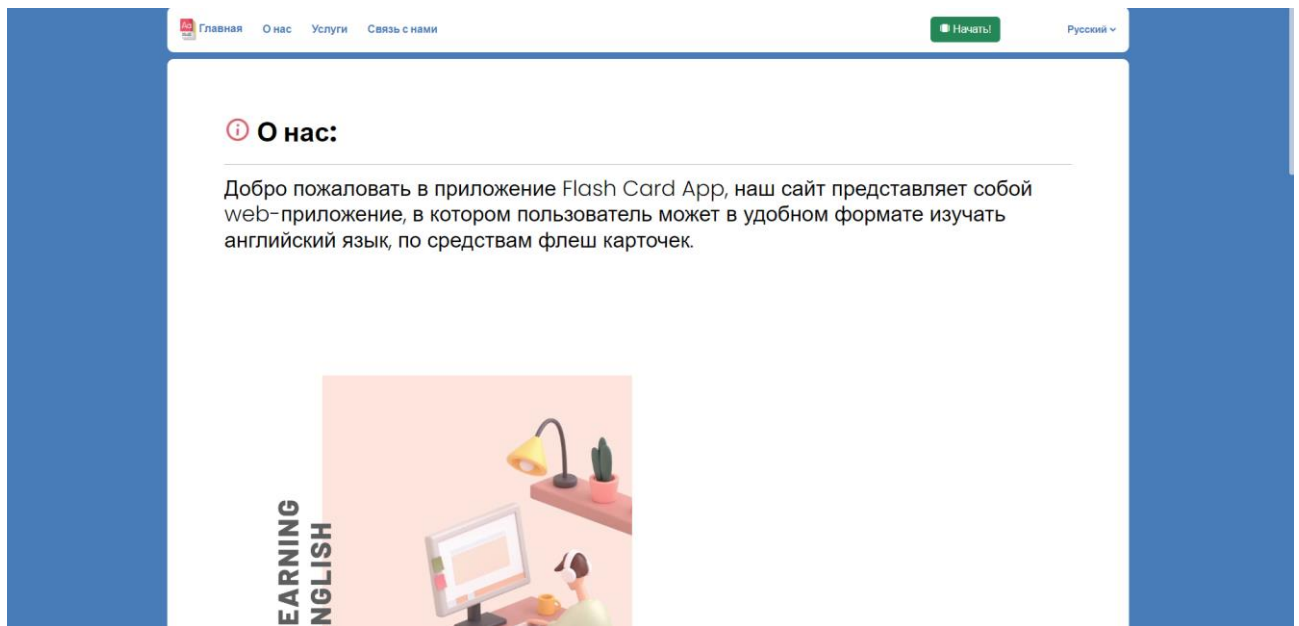 Главная О нас Услуги Связь с нами Начать! Русский
О нас:
Добро пожаловать в приложение Flash Card App, наш сайт представляет собой
web-приложение, в котором пользователь может в удобном формате изучать
английский язык, по средствам флеш карточек.
EARNING
NGLISH